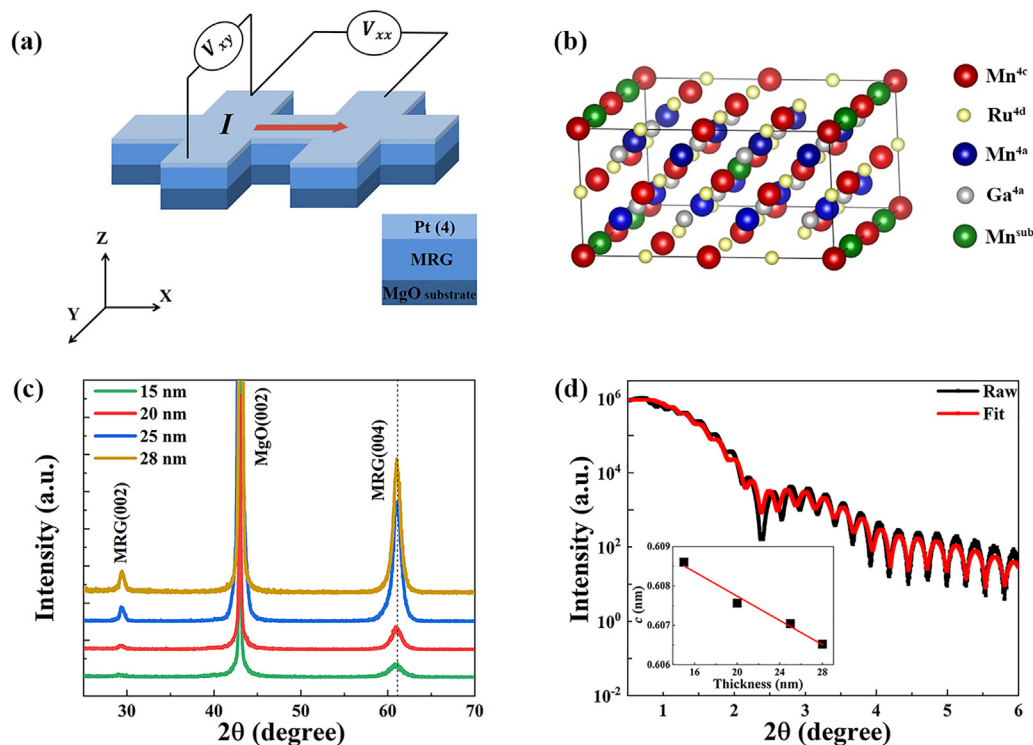 (a)
V xy
V xx
I
Pt (4)
MRG
MgO substrate
Z
X
Y
(b)
Mn4c
Ru4d
Mn4a
Ga4a
Mnsub
(c)
15 nm
20 nm
25 nm
28 nm
MRG(002)
MgO(002)
MRG(004)
Intensity (a.u.)
30 40 50 60 70
2θ (degree)
(d)
Raw
Fit
Intensity (a.u.)
10^6
10^4
10^2
10^0
10^-2
0.609
0.608
0.607
0.606
c (nm)
16 20 24 28
Thickness (nm)
1 2 3 4 5 6
2θ (degree)